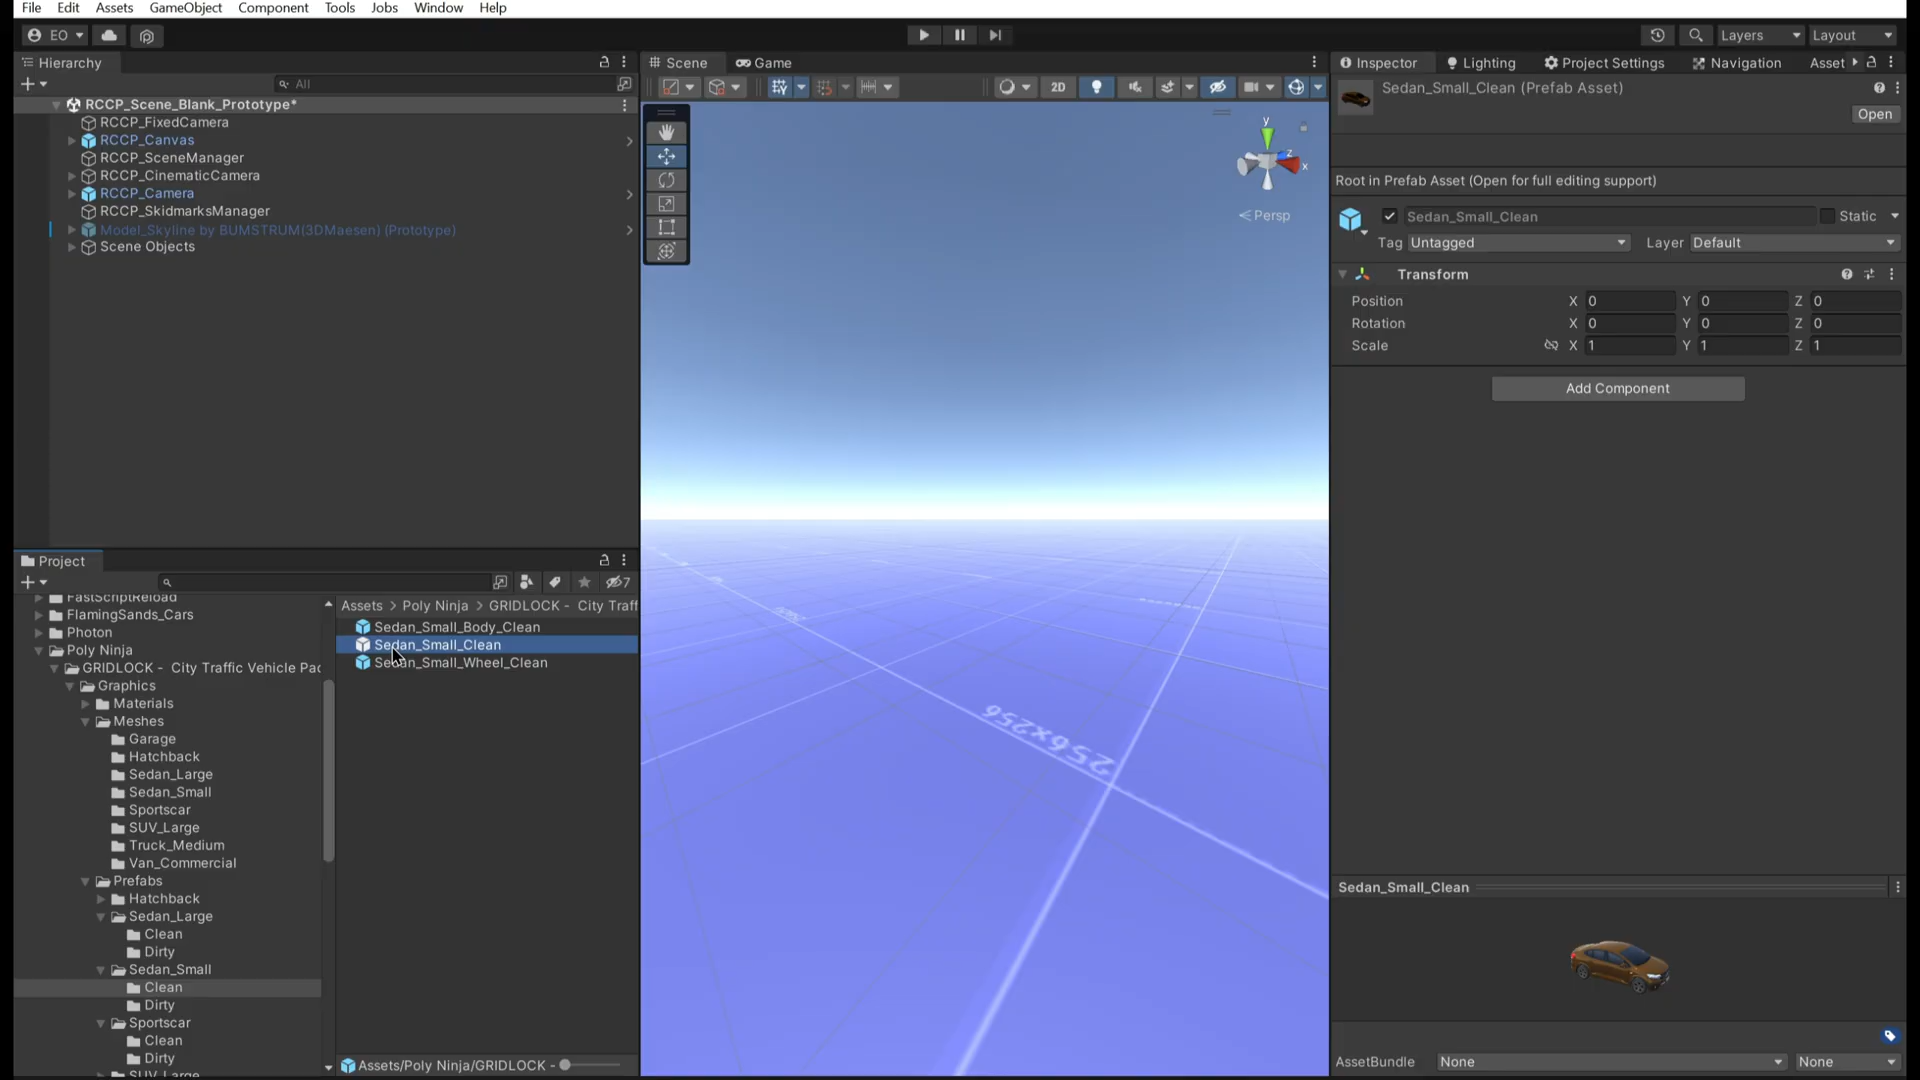 File Edit Assets GameObject Component Tools Jobs Window Help
EO Layers Layout
Hierarchy
All
RCCP_Scene_Blank_Prototype*
RCCP_FixedCamera
RCCP_Canvas
RCCP_SceneManager
RCCP_CinematicCamera
RCCP_Camera
RCCP_SkidmarksManager
Model_Skyline by BUMSTRUM(3DMaesen) (Prototype)
Scene Objects
Scene Game
2D
y
z
x
Persp
256x256
Inspector Lighting Project Settings Navigation Asset
Sedan_Small_Clean (Prefab Asset)
Open
Root in Prefab Asset (Open for full editing support)
Sedan_Small_Clean Static
Tag Untagged Layer Default
Transform
Position X 0 Y 0 Z 0
Rotation X 0 Y 0 Z 0
Scale X 1 Y 1 Z 1
Add Component
Project
7
FastScriptReload
FlamingSands_Cars
Photon
Poly Ninja
GRIDLOCK - City Traffic Vehicle Pac
Graphics
Materials
Meshes
Garage
Hatchback
Sedan_Large
Sedan_Small
Sportscar
SUV_Large
Truck_Medium
Van_Commercial
Prefabs
Hatchback
Sedan_Large
Clean
Dirty
Sedan_Small
Clean
Dirty
Sportscar
Clean
Dirty
SUV_Large
Assets > Poly Ninja > GRIDLOCK - City Traff
Sedan_Small_Body_Clean
Sedan_Small_Clean
Sedan_Small_Wheel_Clean
Assets/Poly Ninja/GRIDLOCK -
Sedan_Small_Clean
AssetBundle None None